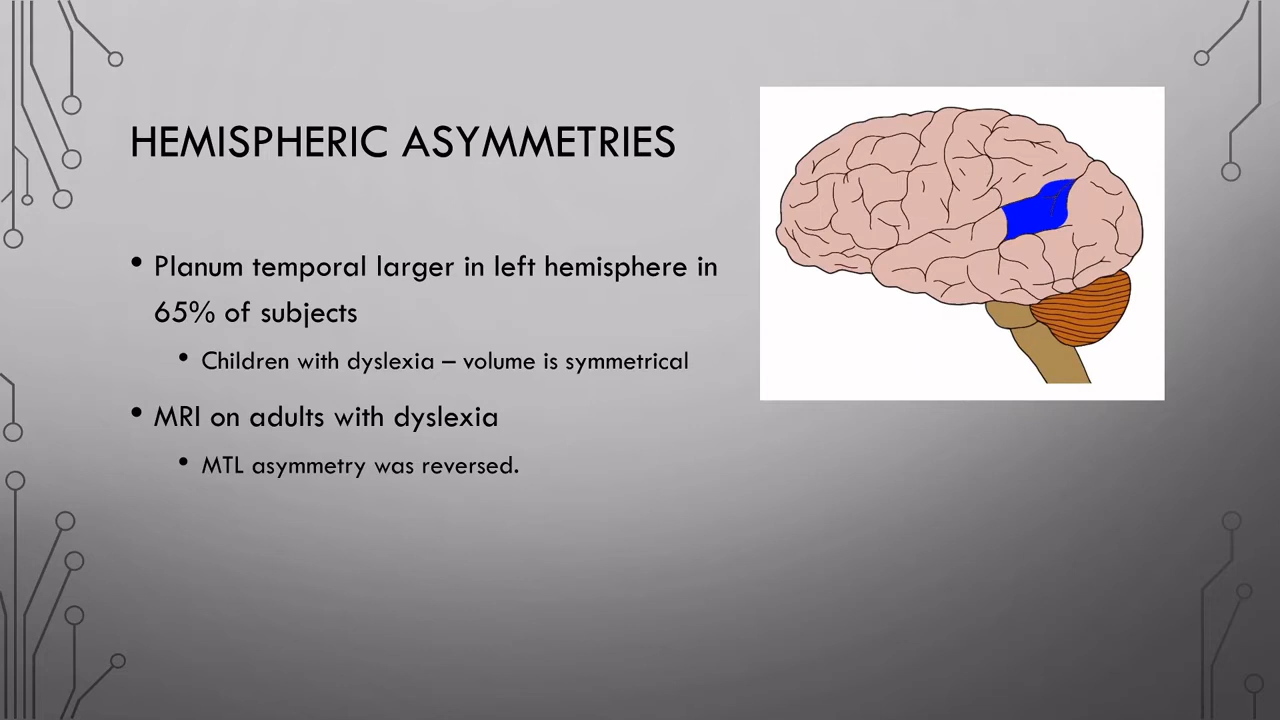 HEMISPHERIC ASYMMETRIES
• Planum temporal larger in left hemisphere in
65% of subjects
• Children with dyslexia – volume is symmetrical
• MRI on adults with dyslexia
• MTL asymmetry was reversed.